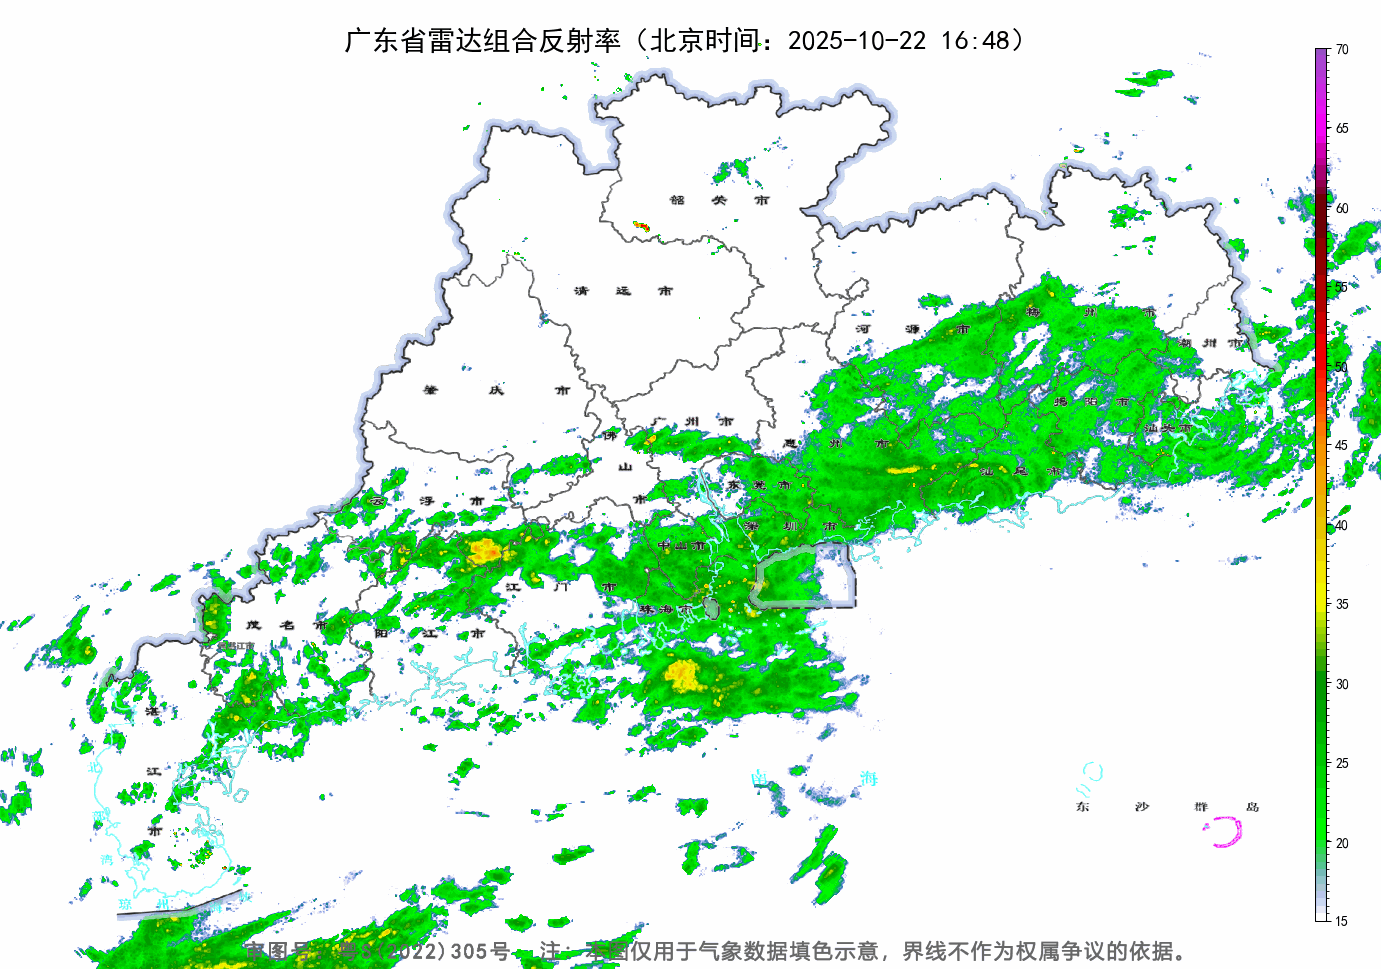 广东省雷达组合反射率（北京时间：2025-10-22 16:48）
70
65
60
55
50
45
40
35
30
25
20
15
韶关市
清远市
河源市
梅州市
潮州市
肇庆市
揭阳市
广州市
汕头市
佛山市
惠州市
汕尾市
东莞市
云浮市
深圳市
中山市
江门市
珠海市
茂名市
阳江市
湛江市
南海
北部湾
琼州海峡
东沙群岛
审图号：粤S(2022)305号 注：本图仅用于气象数据填色示意，界线不作为权属争议的依据。